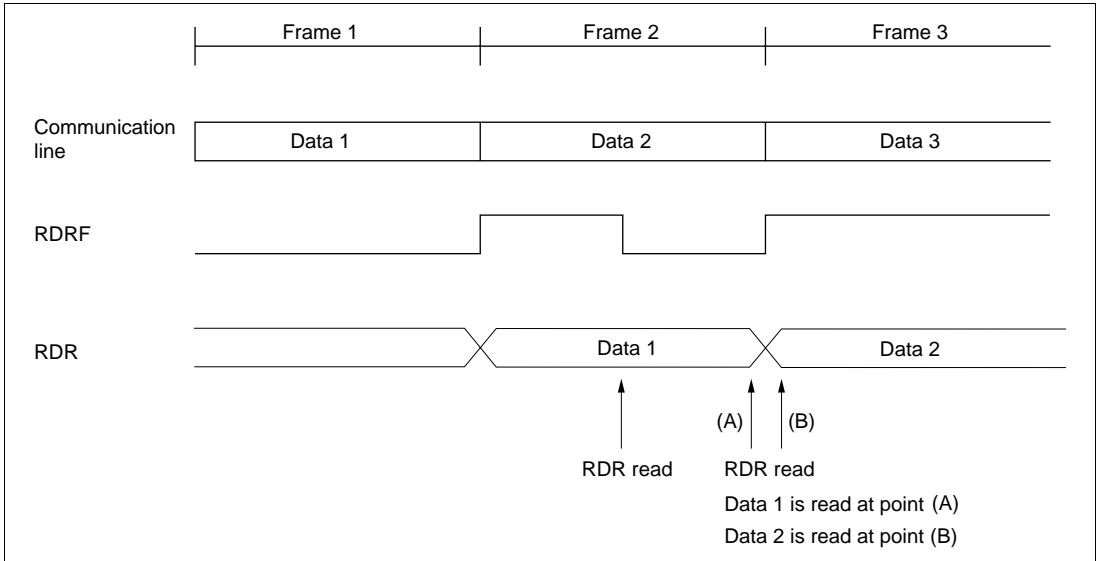 Frame 1 Frame 2 Frame 3
Communication
line
Data 1 Data 2 Data 3
RDRF
RDR
Data 1 Data 2
(A) (B)
RDR read RDR read
Data 1 is read at point (A)
Data 2 is read at point (B)